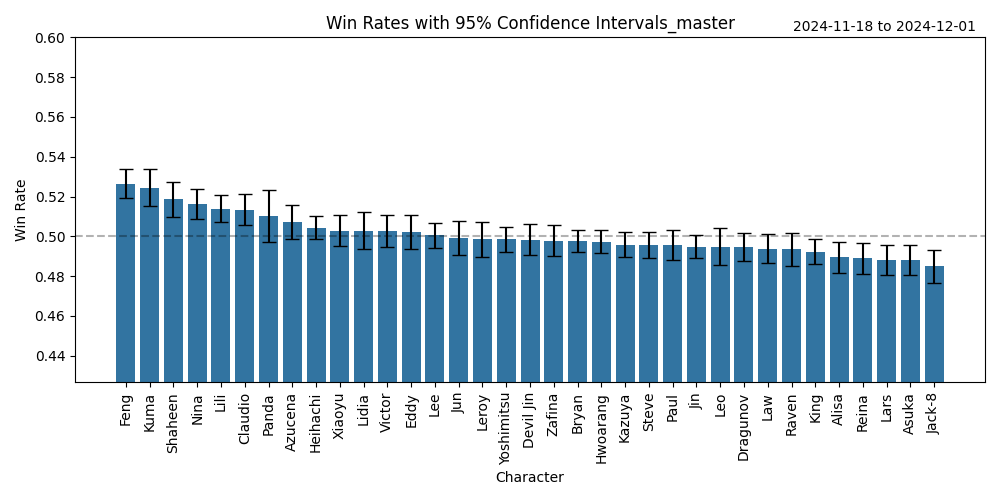 Win Rates with 95% Confidence Intervals_master
2024-11-18 to 2024-12-01
Win Rate
0.60
0.58
0.56
0.54
0.52
0.50
0.48
0.46
0.44
Feng
Kuma
Shaheen
Nina
Lili
Claudio
Panda
Azucena
Heihachi
Xiaoyu
Lidia
Victor
Eddy
Lee
Jun
Leroy
Yoshimitsu
Devil Jin
Zafina
Bryan
Hwoarang
Kazuya
Steve
Paul
Jin
Leo
Dragunov
Law
Raven
King
Alisa
Reina
Lars
Asuka
Jack-8
Character